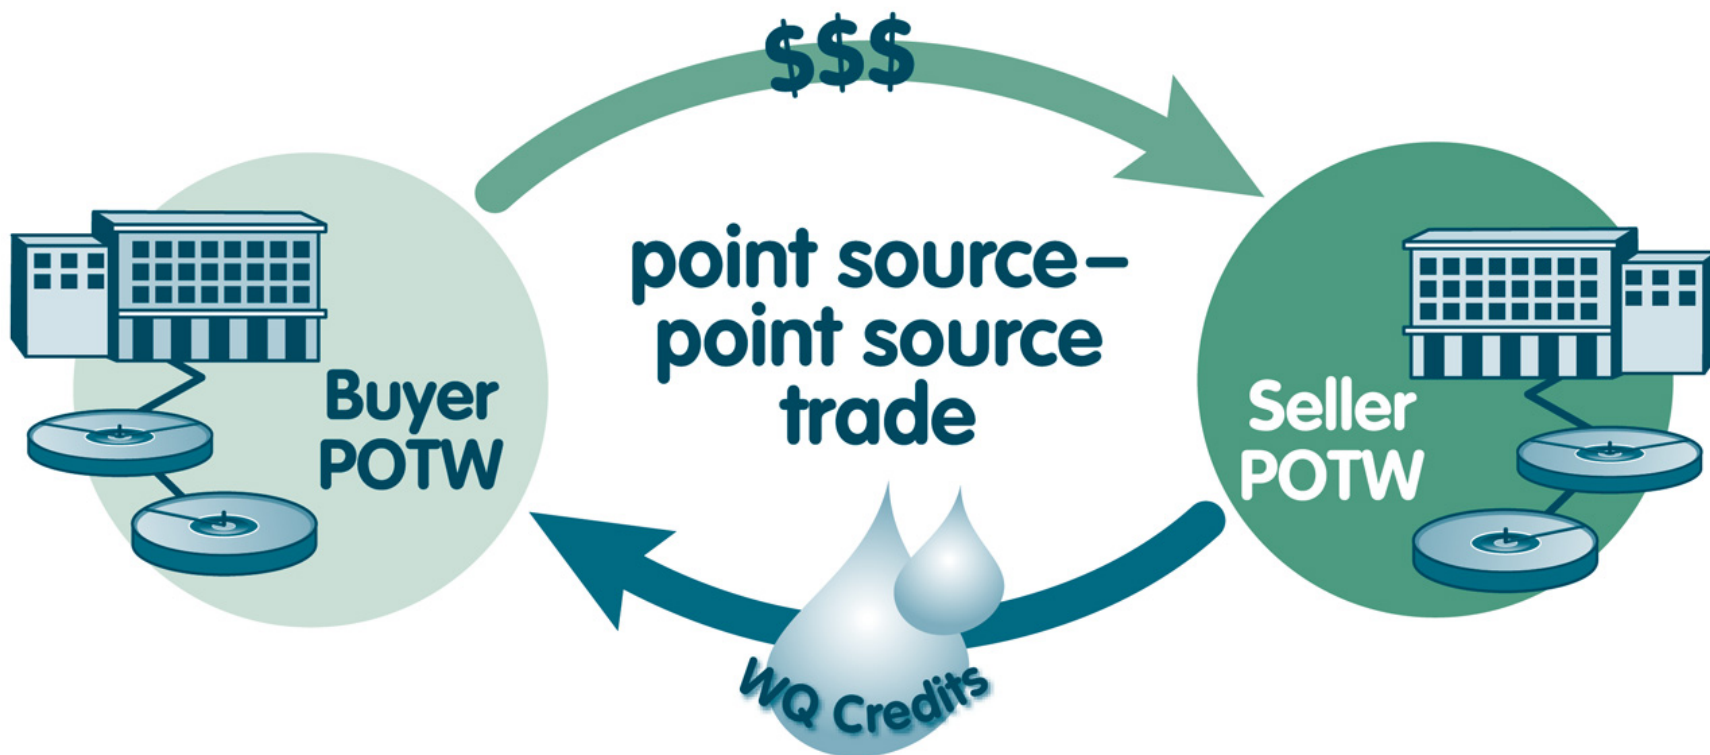 $$$
point source–
point source
trade
Buyer
POTW
Seller
POTW
WQ Credits